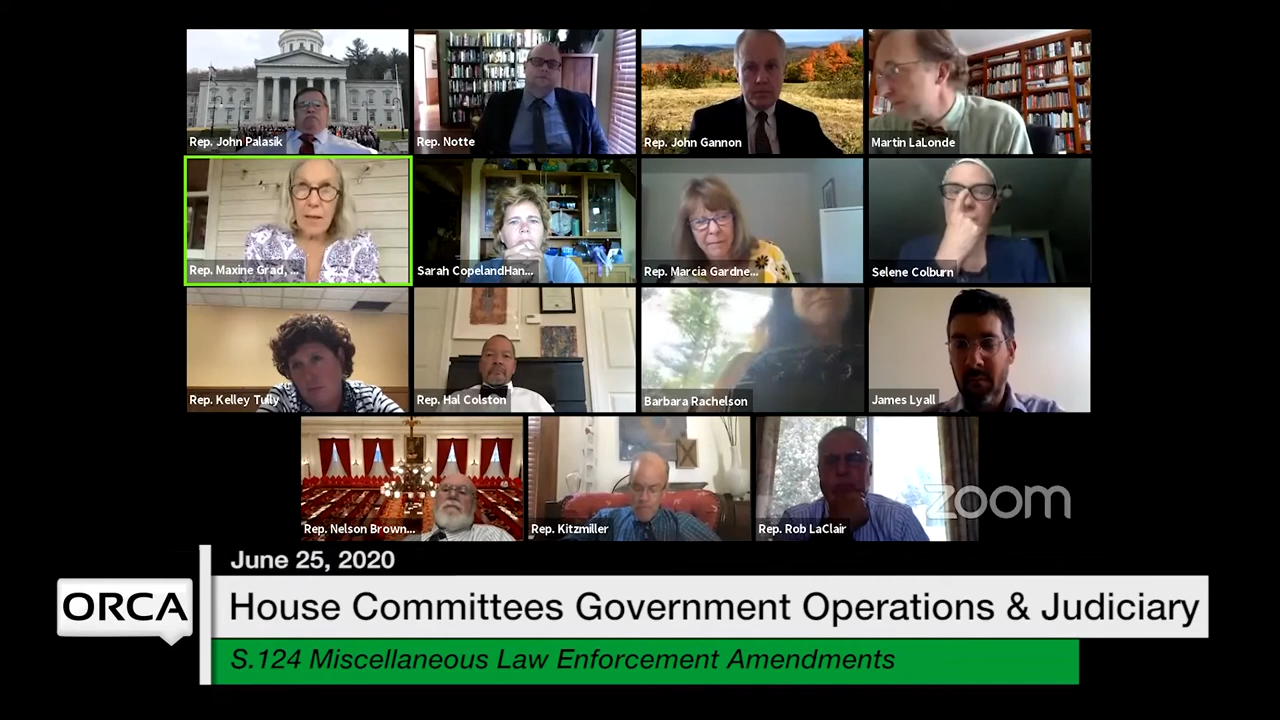 Rep. John Palasik
Rep. Notte
Rep. John Gannon
Martin LaLonde
Rep. Maxine Grad, ...
Sarah CopelandHan...
Rep. Marcia Gardne...
Selene Colburn
Rep. Kelley Tully
Rep. Hal Colston
Barbara Rachelson
James Lyall
Rep. Nelson Brown...
Rep. Kitzmiller
Rep. Rob LaClair
zoom
June 25, 2020
ORCA
House Committees Government Operations & Judiciary
S.124 Miscellaneous Law Enforcement Amendments